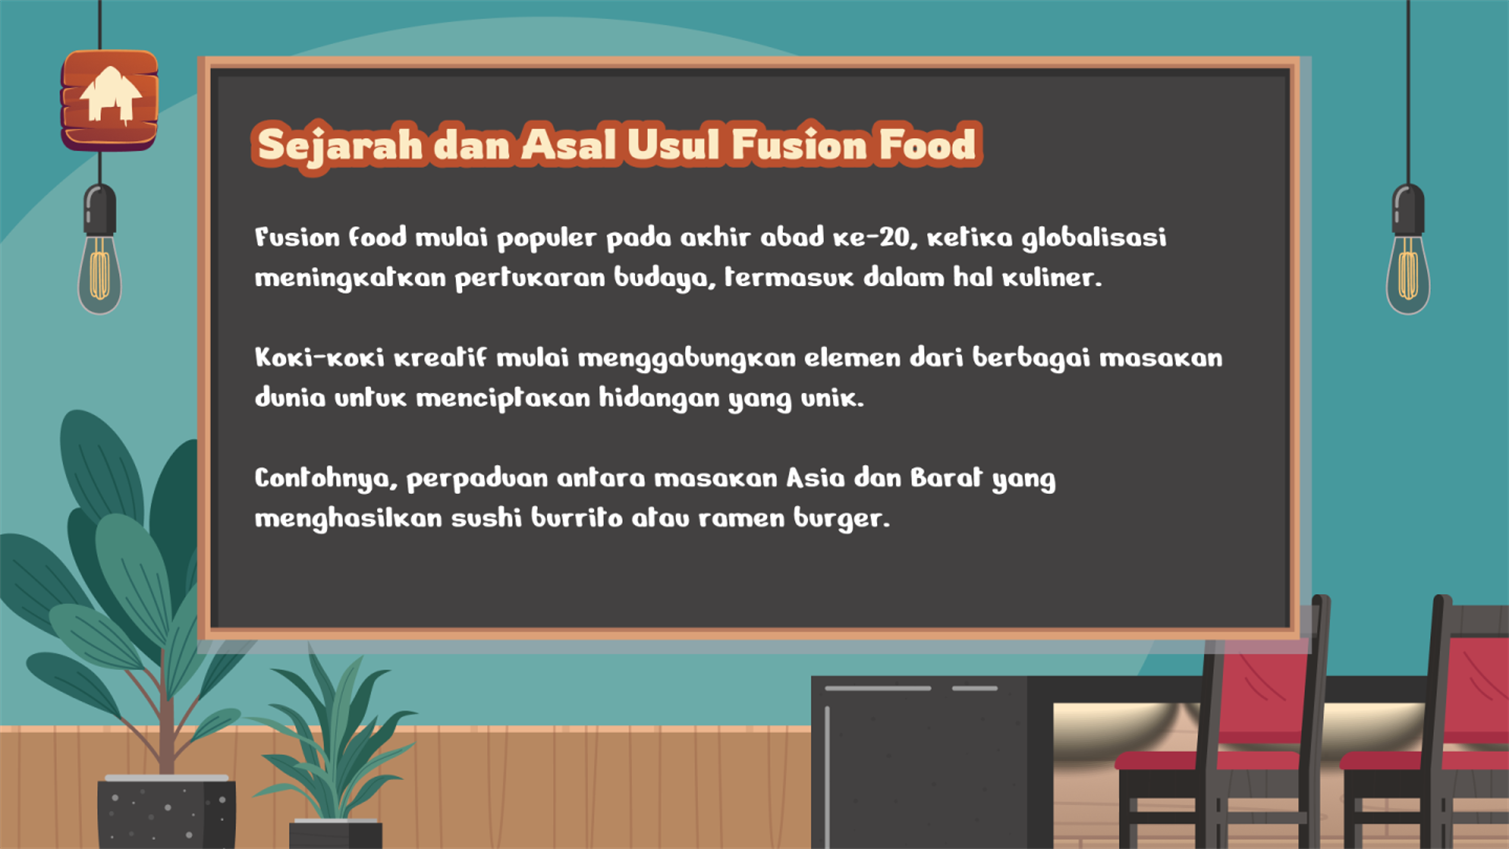 Sejarah dan Asal Usul Fusion Food
Fusion food mulai populer pada akhir abad ke-20, ketika globalisasi
meningkatkan pertukaran budaya, termasuk dalam hal kuliner.
Koki-koki kreatif mulai menggabungkan elemen dari berbagai masakan
dunia untuk menciptakan hidangan yang unik.
Contohnya, perpaduan antara masakan Asia dan Barat yang
menghasilkan sushi burrito atau ramen burger.